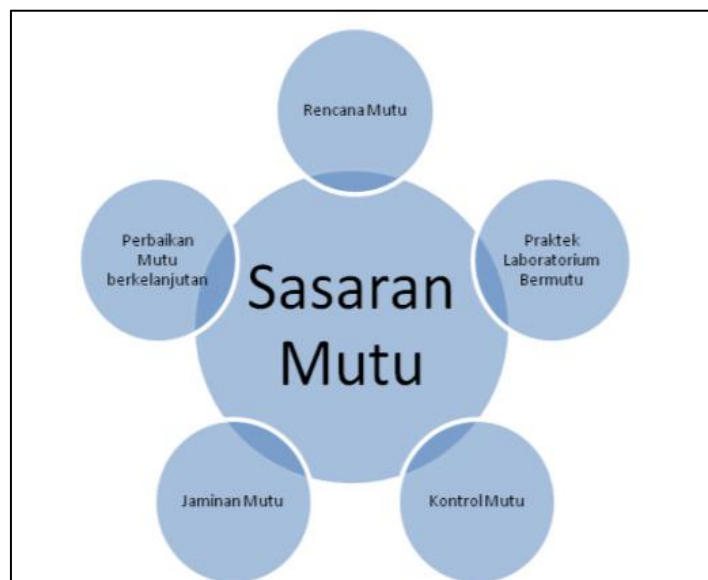 Rencana Mutu
Praktek
Laboratorium
Bermutu
Kontrol Mutu
Jaminan Mutu
Perbaikan
Mutu
berkelanjutan
Sasaran
Mutu